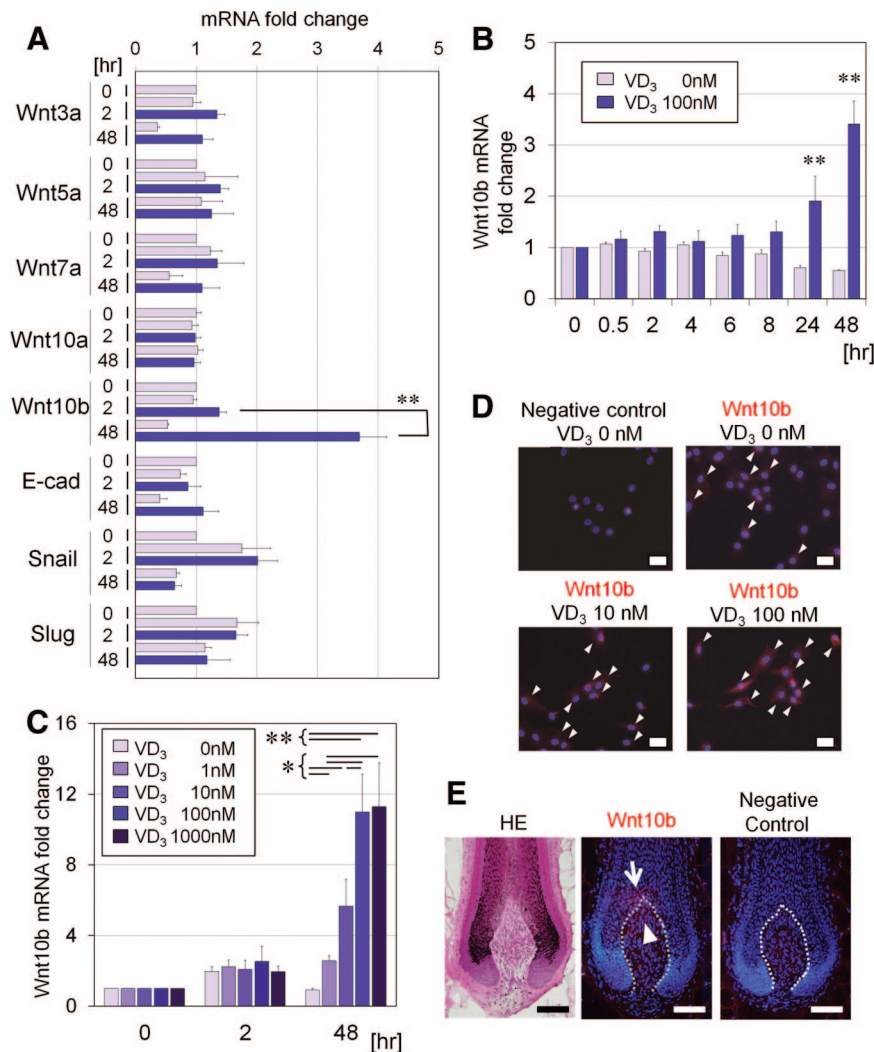 A
mRNA fold change
0 1 2 3 4 5
[hr]
Wnt3a
0
2
48
Wnt5a
0
2
48
Wnt7a
0
2
48
Wnt10a
0
2
48
Wnt10b
0
2
48
**
E-cad
0
2
48
Snail
0
2
48
Slug
0
2
48
B
Wnt10b mRNA
fold change
5
4
3
2
1
0
VD3 0nM
VD3 100nM
**
**
0 0.5 2 4 6 8 24 48
[hr]
C
Wnt10b mRNA fold change
16
12
8
4
0
VD3 0nM
VD3 1nM
VD3 10nM
VD3 100nM
VD3 1000nM
** {
* {
0 2 48 [hr]
D
Negative control
VD3 0 nM
Wnt10b
VD3 0 nM
Wnt10b
VD3 10 nM
Wnt10b
VD3 100 nM
E
HE
Wnt10b
Negative
Control